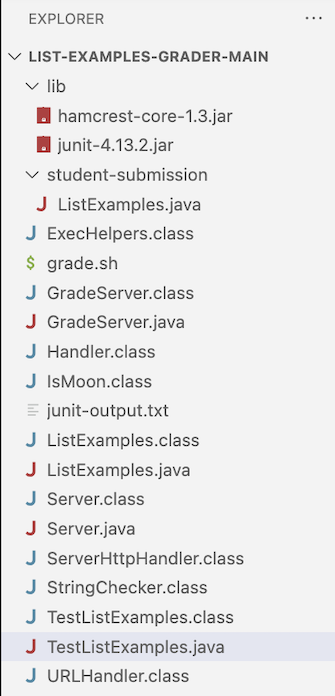 EXPLORER ...
LIST-EXAMPLES-GRADER-MAIN
lib
hamcrest-core-1.3.jar
junit-4.13.2.jar
student-submission
J ListExamples.java
J ExecHelpers.class
$ grade.sh
J GradeServer.class
J GradeServer.java
J Handler.class
J IsMoon.class
junit-output.txt
J ListExamples.class
J ListExamples.java
J Server.class
J Server.java
J ServerHttpHandler.class
J StringChecker.class
J TestListExamples.class
J TestListExamples.java
J URLHandler.class